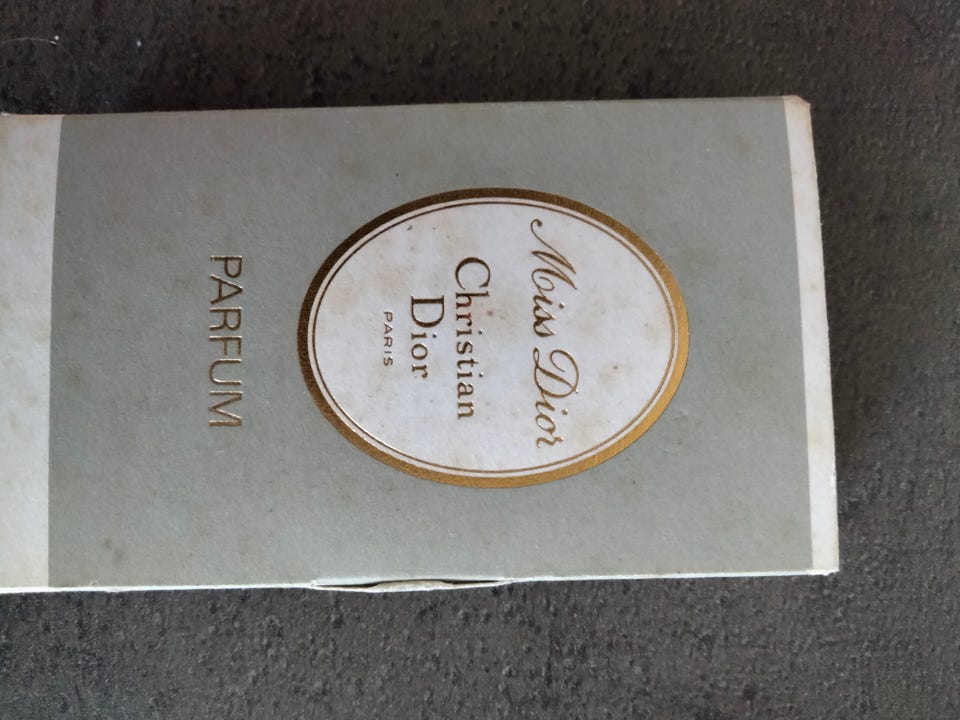 Miss Dior
Christian
Dior
PARIS
PARFUM